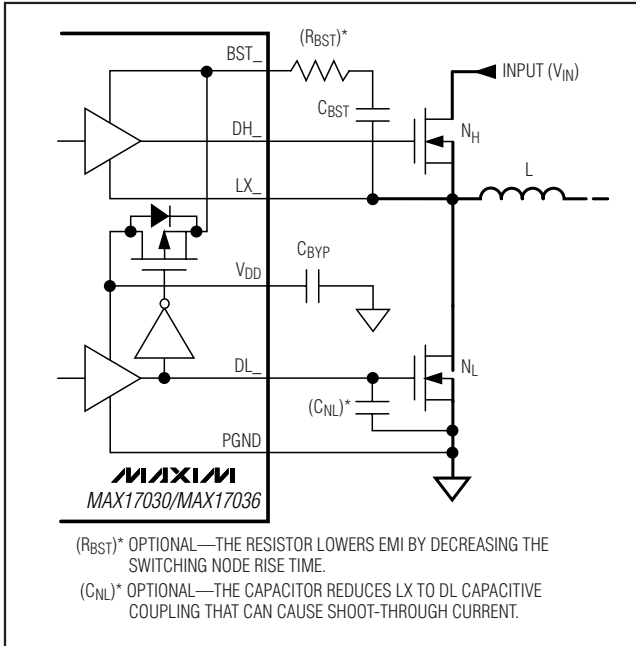 BST_
(RBST)*
INPUT (VIN)
CBST
DH_
NH
LX_
L
CBYP
VDD
DL_
NL
(CNL)*
PGND
MAXIM
MAX17030/MAX17036
(RBST)* OPTIONAL—THE RESISTOR LOWERS EMI BY DECREASING THE
SWITCHING NODE RISE TIME.
(CNL)* OPTIONAL—THE CAPACITOR REDUCES LX TO DL CAPACITIVE
COUPLING THAT CAN CAUSE SHOOT-THROUGH CURRENT.